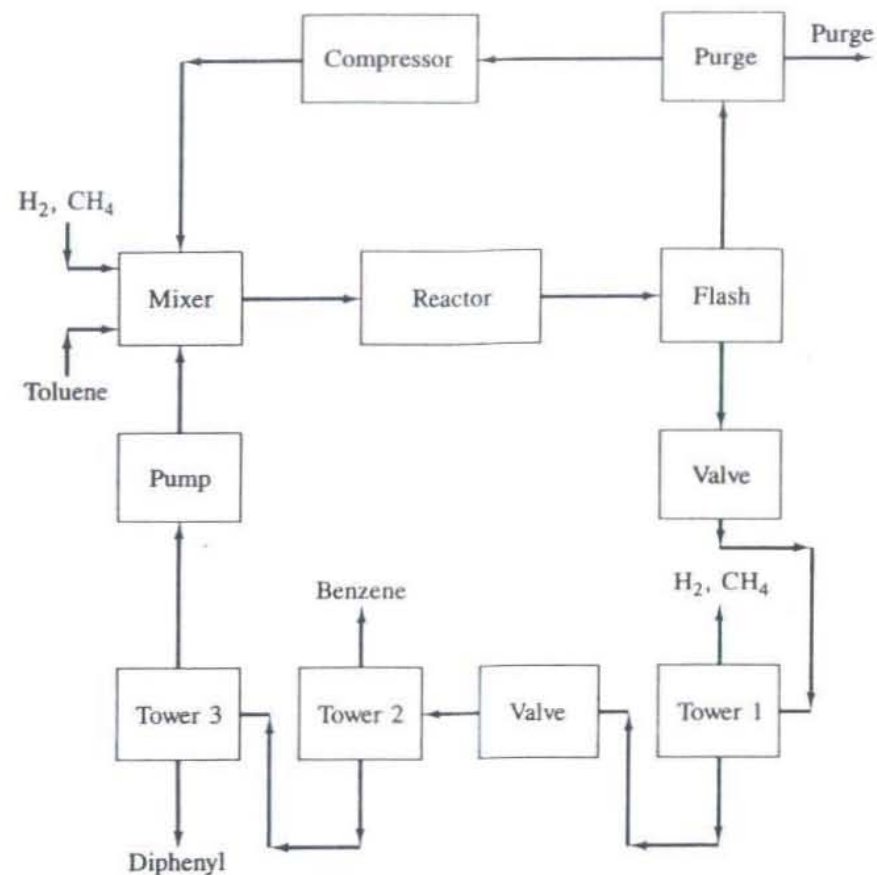 Purge
Compressor
Purge
H₂, CH₄
Mixer
Reactor
Flash
Toluene
Pump
Valve
Benzene
H₂, CH₄
Tower 3
Tower 2
Valve
Tower 1
Diphenyl